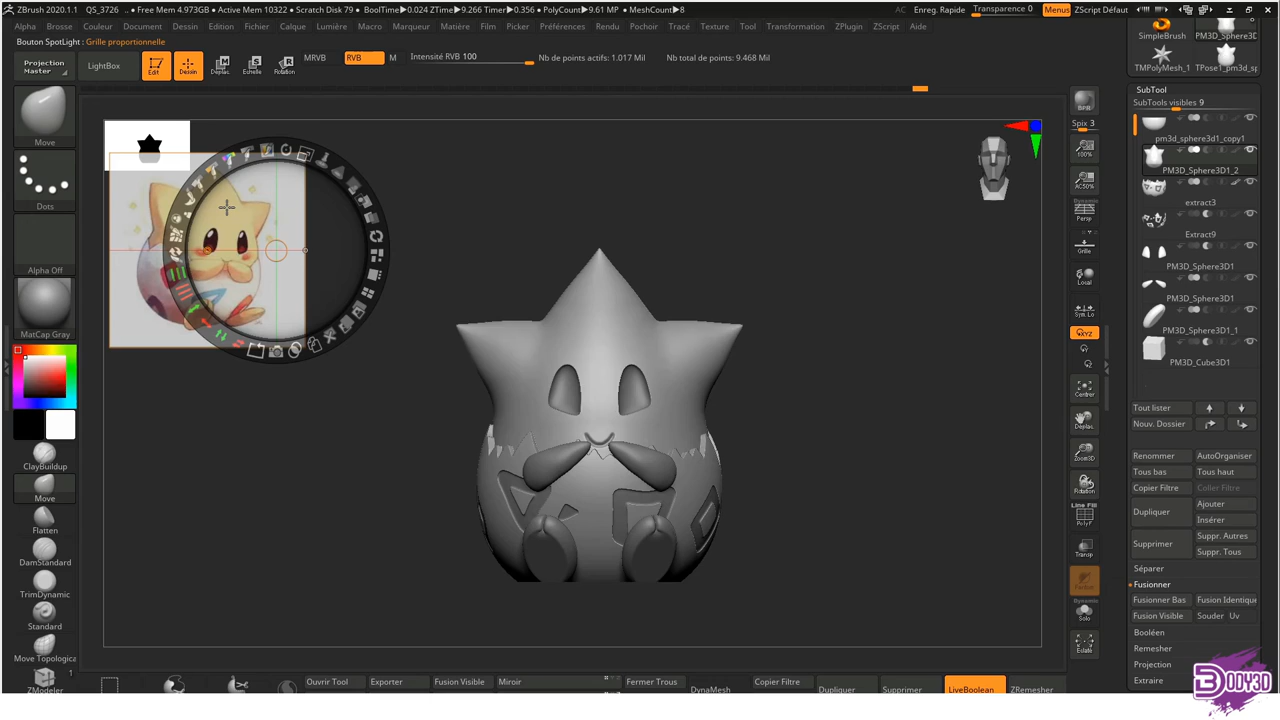 ZBrush 2020.1.1 QS_3726 .. • Free Mem 4.973GB • Active Mem 10322 • Scratch Disk 79 • BoolTime▶0.024 ZTime▶9.266 Timer▶0.356 • PolyCount▶9.61 MP • MeshCount▶8 AC Enreg. Rapide Transparence 0 Menus ZScript Défaut
Alpha Brosse Couleur Document Dessin Edition Fichier Calque Lumière Macro Marqueur Matière Film Picker Préférences Rendu Pochoir Tracé Texture Tool Transformation ZPlugin ZScript Aide
Bouton SpotLight : Grille proportionnelle
Projection
Master
LightBox
Edit
Dessin
Déplac.
Echelle
Rotation
MRVB
RVB
M
Intensité RVB 100
Nb de points actifs: 1.017 Mil
Nb total de points: 9.468 Mil
Move
Dots
Alpha Off
MatCap Gray
ClayBuildup
Move
Flatten
DamStandard
TrimDynamic
Standard
Move Topologica
1
ZModeler
BPR
Spix 3
100%
AC50%
Persp
Grille
Local
Sym.Lo
XYZ
Centrer
Déplac.
Zoom3D
Rotation
Line Fill
PolyF
Transp
Dynamic
Solo
Eclaté
SimpleBrush
PM3D_Sphere3D
TMPolyMesh_1
TPose1_pm3d_sp
SubTool
SubTools visibles 9
pm3d_sphere3d1_copy1
PM3D_Sphere3D1_2
extract3
Extract9
PM3D_Sphere3D1
PM3D_Sphere3D1
PM3D_Sphere3D1_1
PM3D_Cube3D1
Tout lister
Nouv. Dossier
Renommer AutoOrganiser
Tous bas Tous haut
Copier Filtre Coller Filtre
Dupliquer
Ajouter
Insérer
Supprimer
Suppr. Autres
Suppr. Tous
Séparer
Fusionner
Fusionner Bas Fusion Identique
Fusion Visible Souder Uv
Booléen
Remesher
Projection
Extraire
Ouvrir Tool
Exporter
Fusion Visible
Miroir
Fermer Trous
DynaMesh
Copier Filtre
Dupliquer
Supprimer
LiveBoolean
ZRemesher
BODY3D